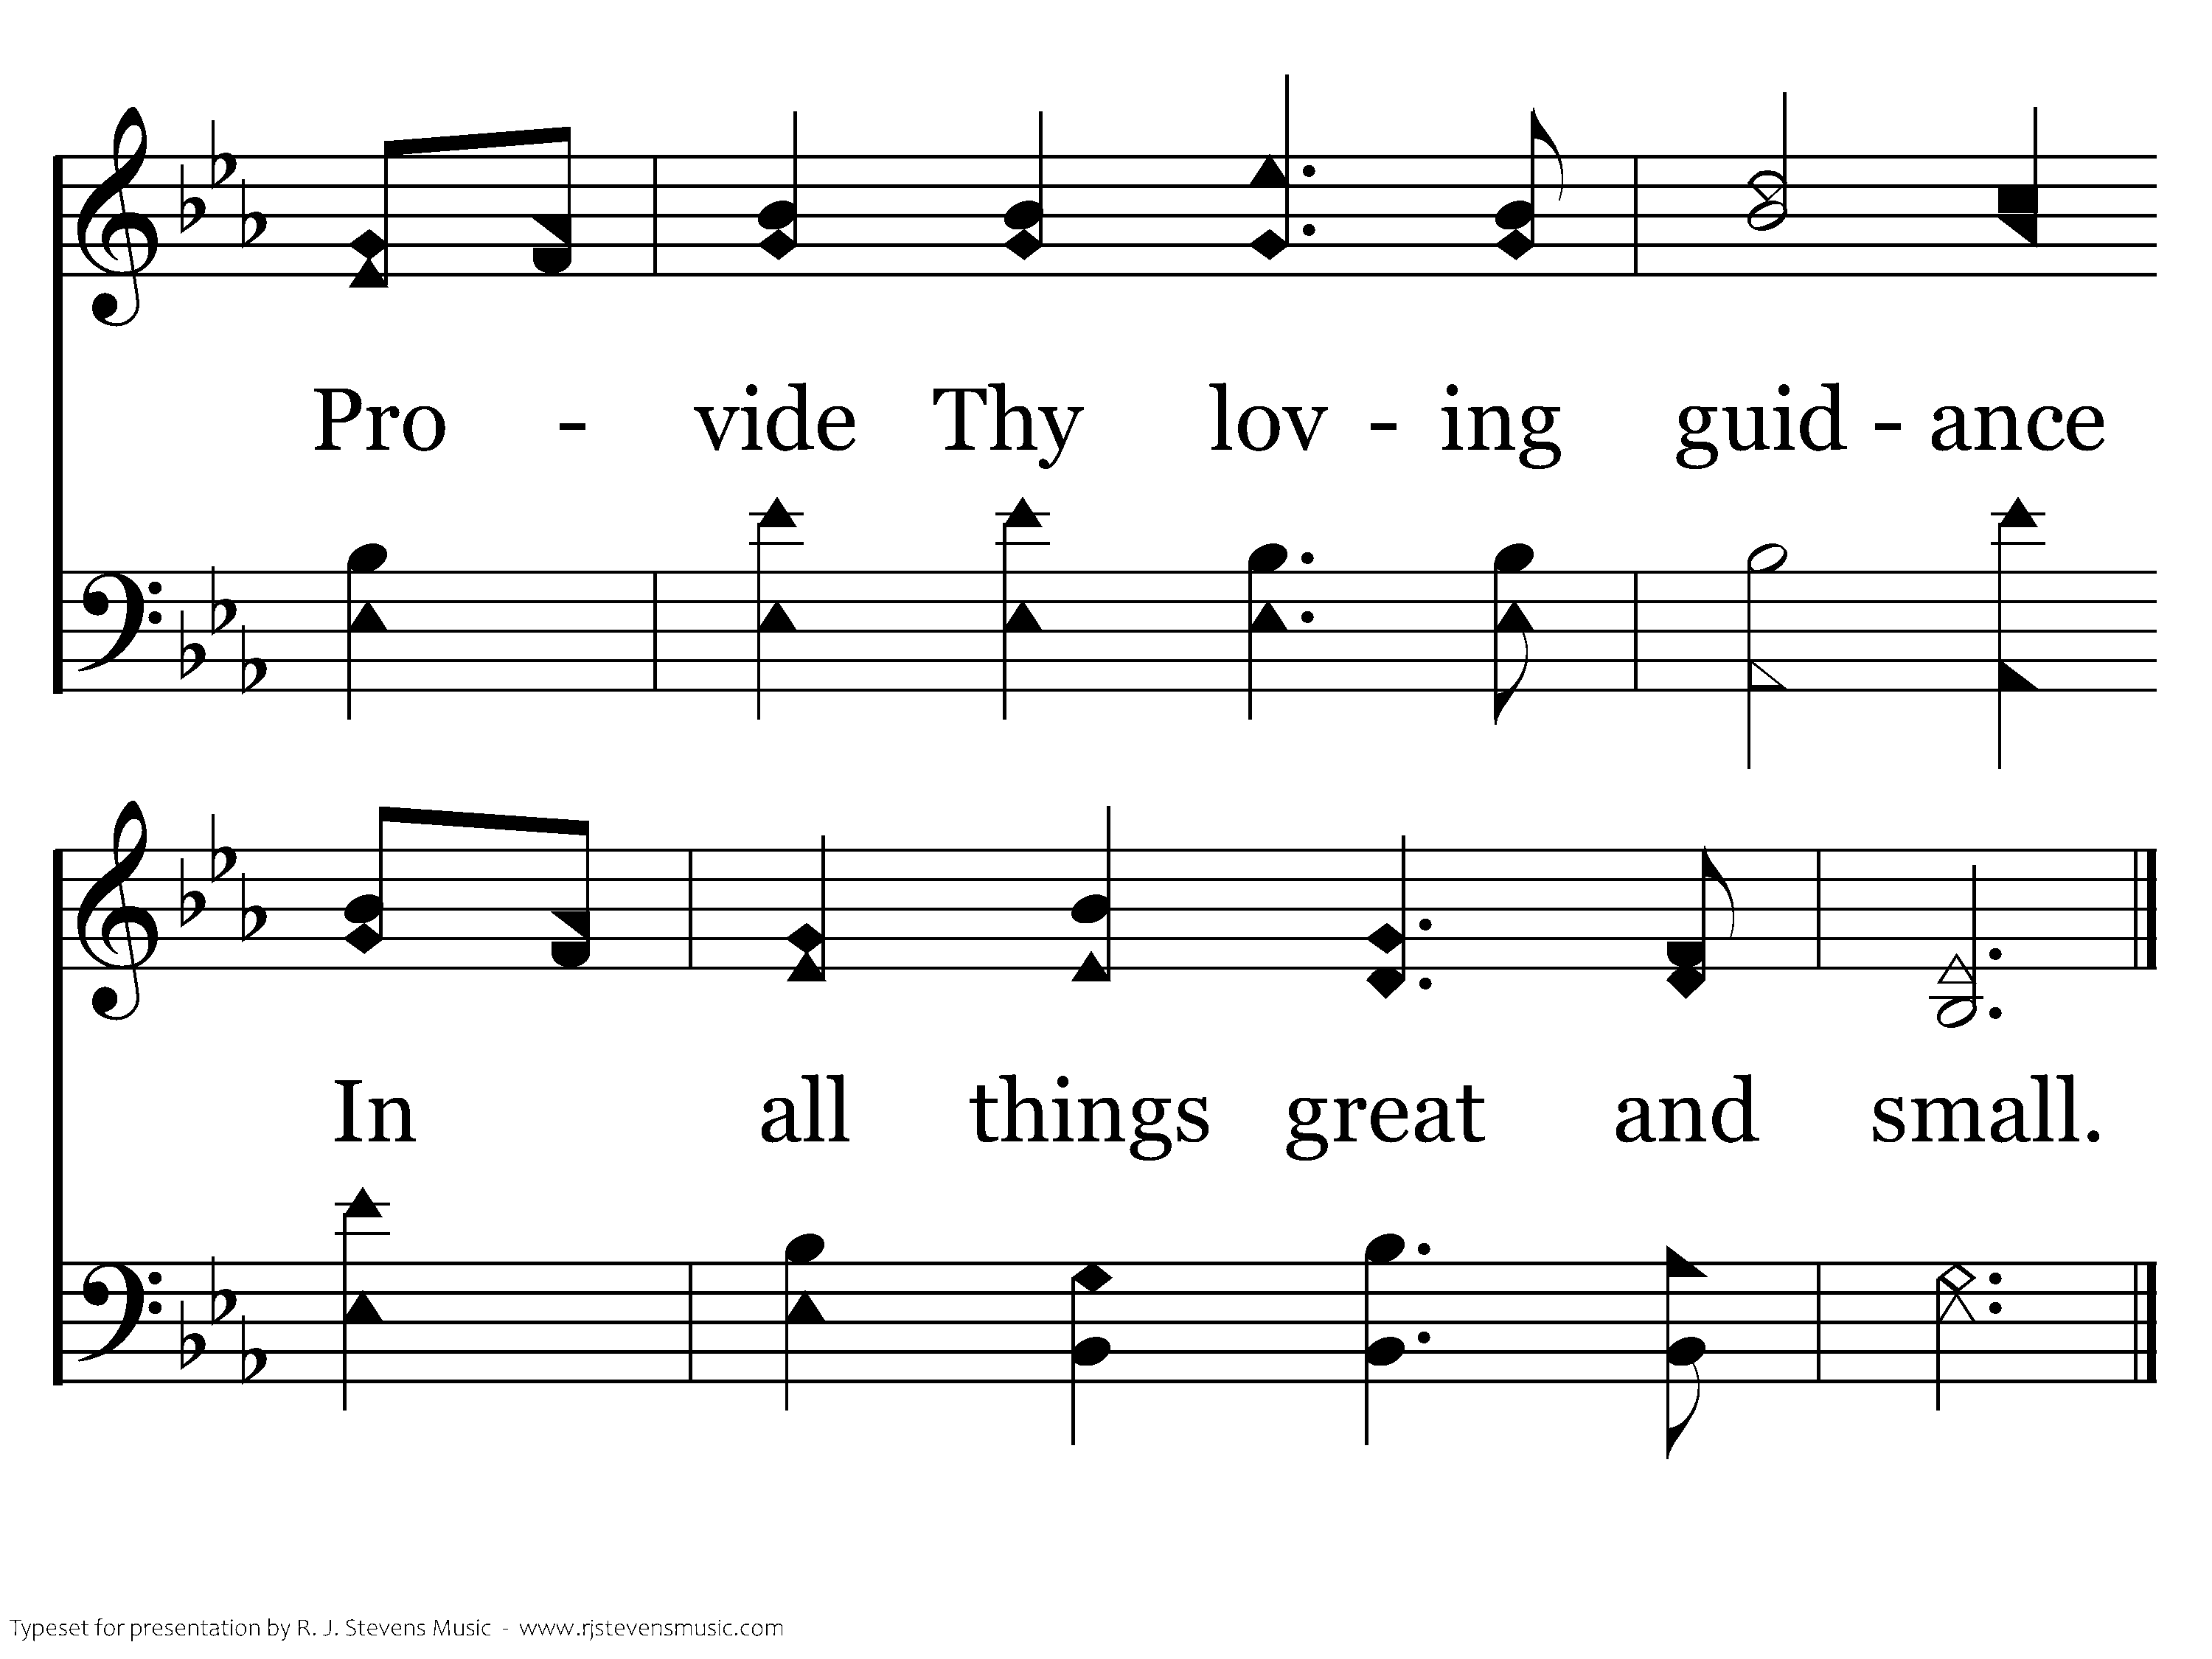 Pro - vide Thy lov - ing guid - ance
In all things great and small.
Typeset for presentation by R. J. Stevens Music - www.rjstevensmusic.com